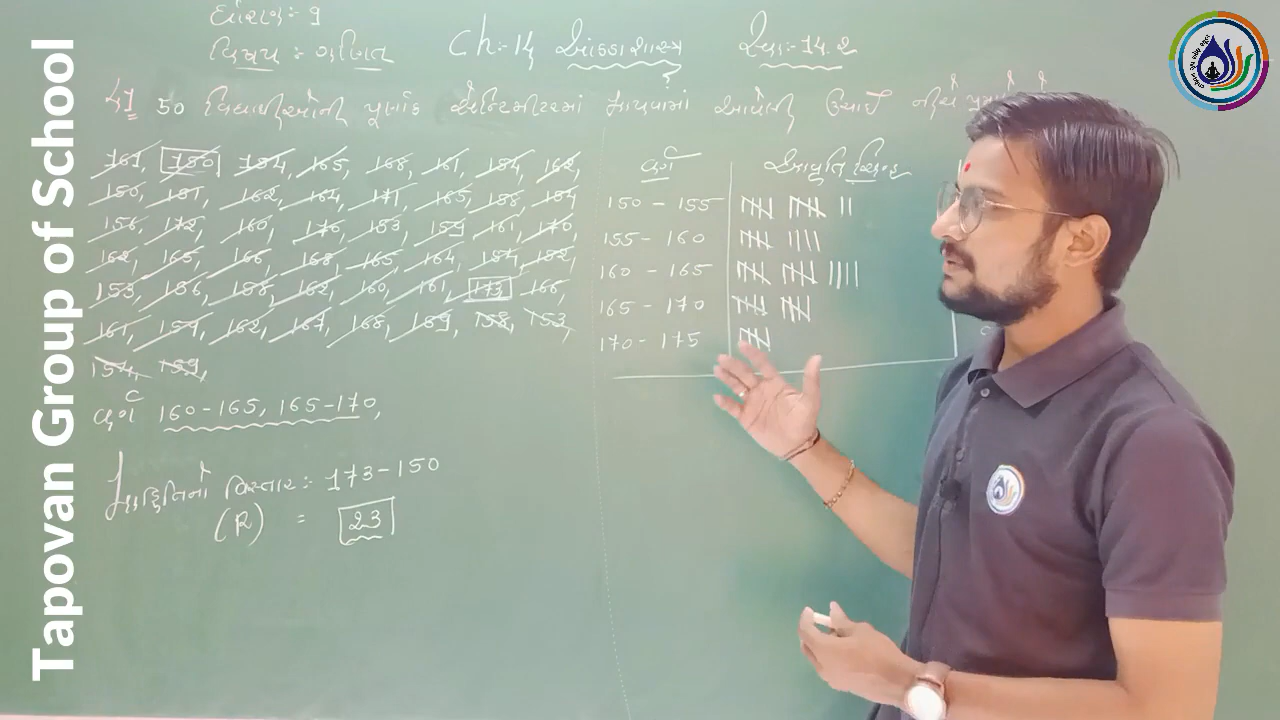 Tapovan Group of School
ધોરણ:- 9
વિષય : ગણિત
Ch:-14 આંકડાશાસ્ત્ર
સ્વા:- 14.2
50 વિદ્યાર્થીઓની પૂર્ણાંક સેન્ટિમીટરમાં માપવામાં આવેલી ઊંચાઈ નીચે
161, 150, 154, 165, 168, 161, 154, 162,
150, 151, 162, 164, 171, 165, 158, 154
156, 172, 160, 170, 153, 159, 161, 170,
162, 165, 166, 168, 165, 164, 154, 152,
153, 156, 158, 162, 160, 161, 173, 166,
161, 159, 162, 167, 168, 159, 158, 153,
154, 159,
વર્ગ 160-165, 165-170,
માહિતીનો વિસ્તાર:- 173-150
(R) = 23
વર્ગ આવૃત્તિ ચિહ્ન
150 - 155
155 - 160
160 - 165
165 - 170
170 - 175